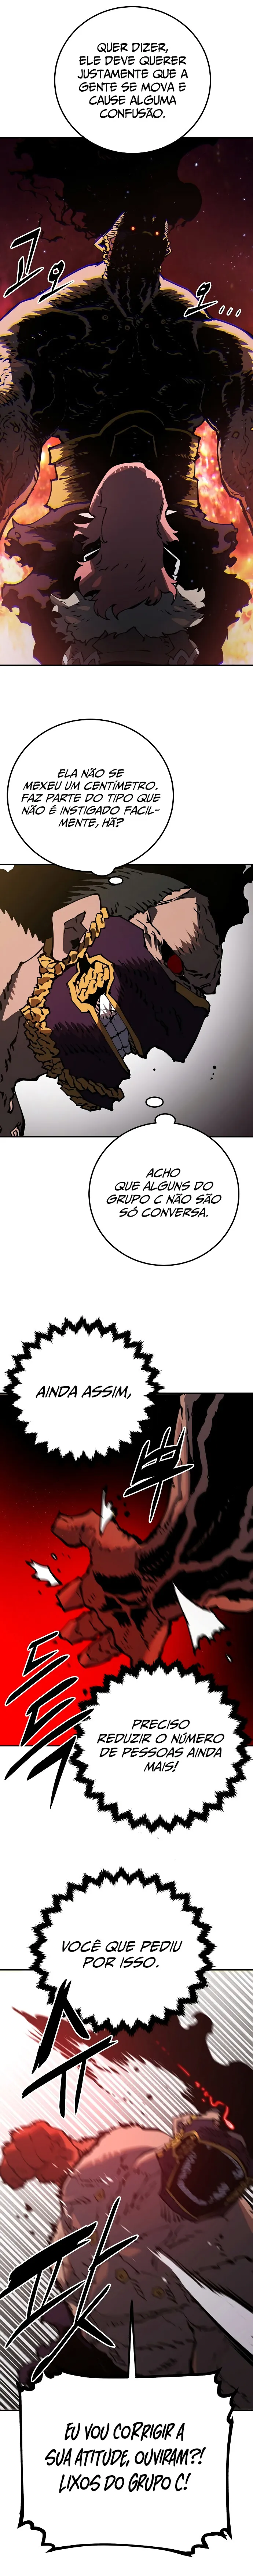 QUER DIZER,
ELE DEVE QUERER
JUSTAMENTE QUE A
GENTE SE MOVA E
CAUSE ALGUMA
CONFUSÃO.
고오
오...
ELA NÃO SE
MEXEU UM CENTÍMETRO.
FAZ PARTE DO TIPO QUE
NÃO É INSTIGADO FACIL-
MENTE, HÃ?
ACHO
QUE ALGUNS DO
GRUPO C NÃO SÃO
SÓ CONVERSA.
AINDA ASSIM,
PRECISO
REDUZIR O NÚMERO
DE PESSOAS AINDA
MAIS!
VOCÊ QUE PEDIU
POR ISSO.
EU VOU CORRIGIR A
SUA ATITUDE, OUVIRAM?!
LIXOS DO GRUPO C!